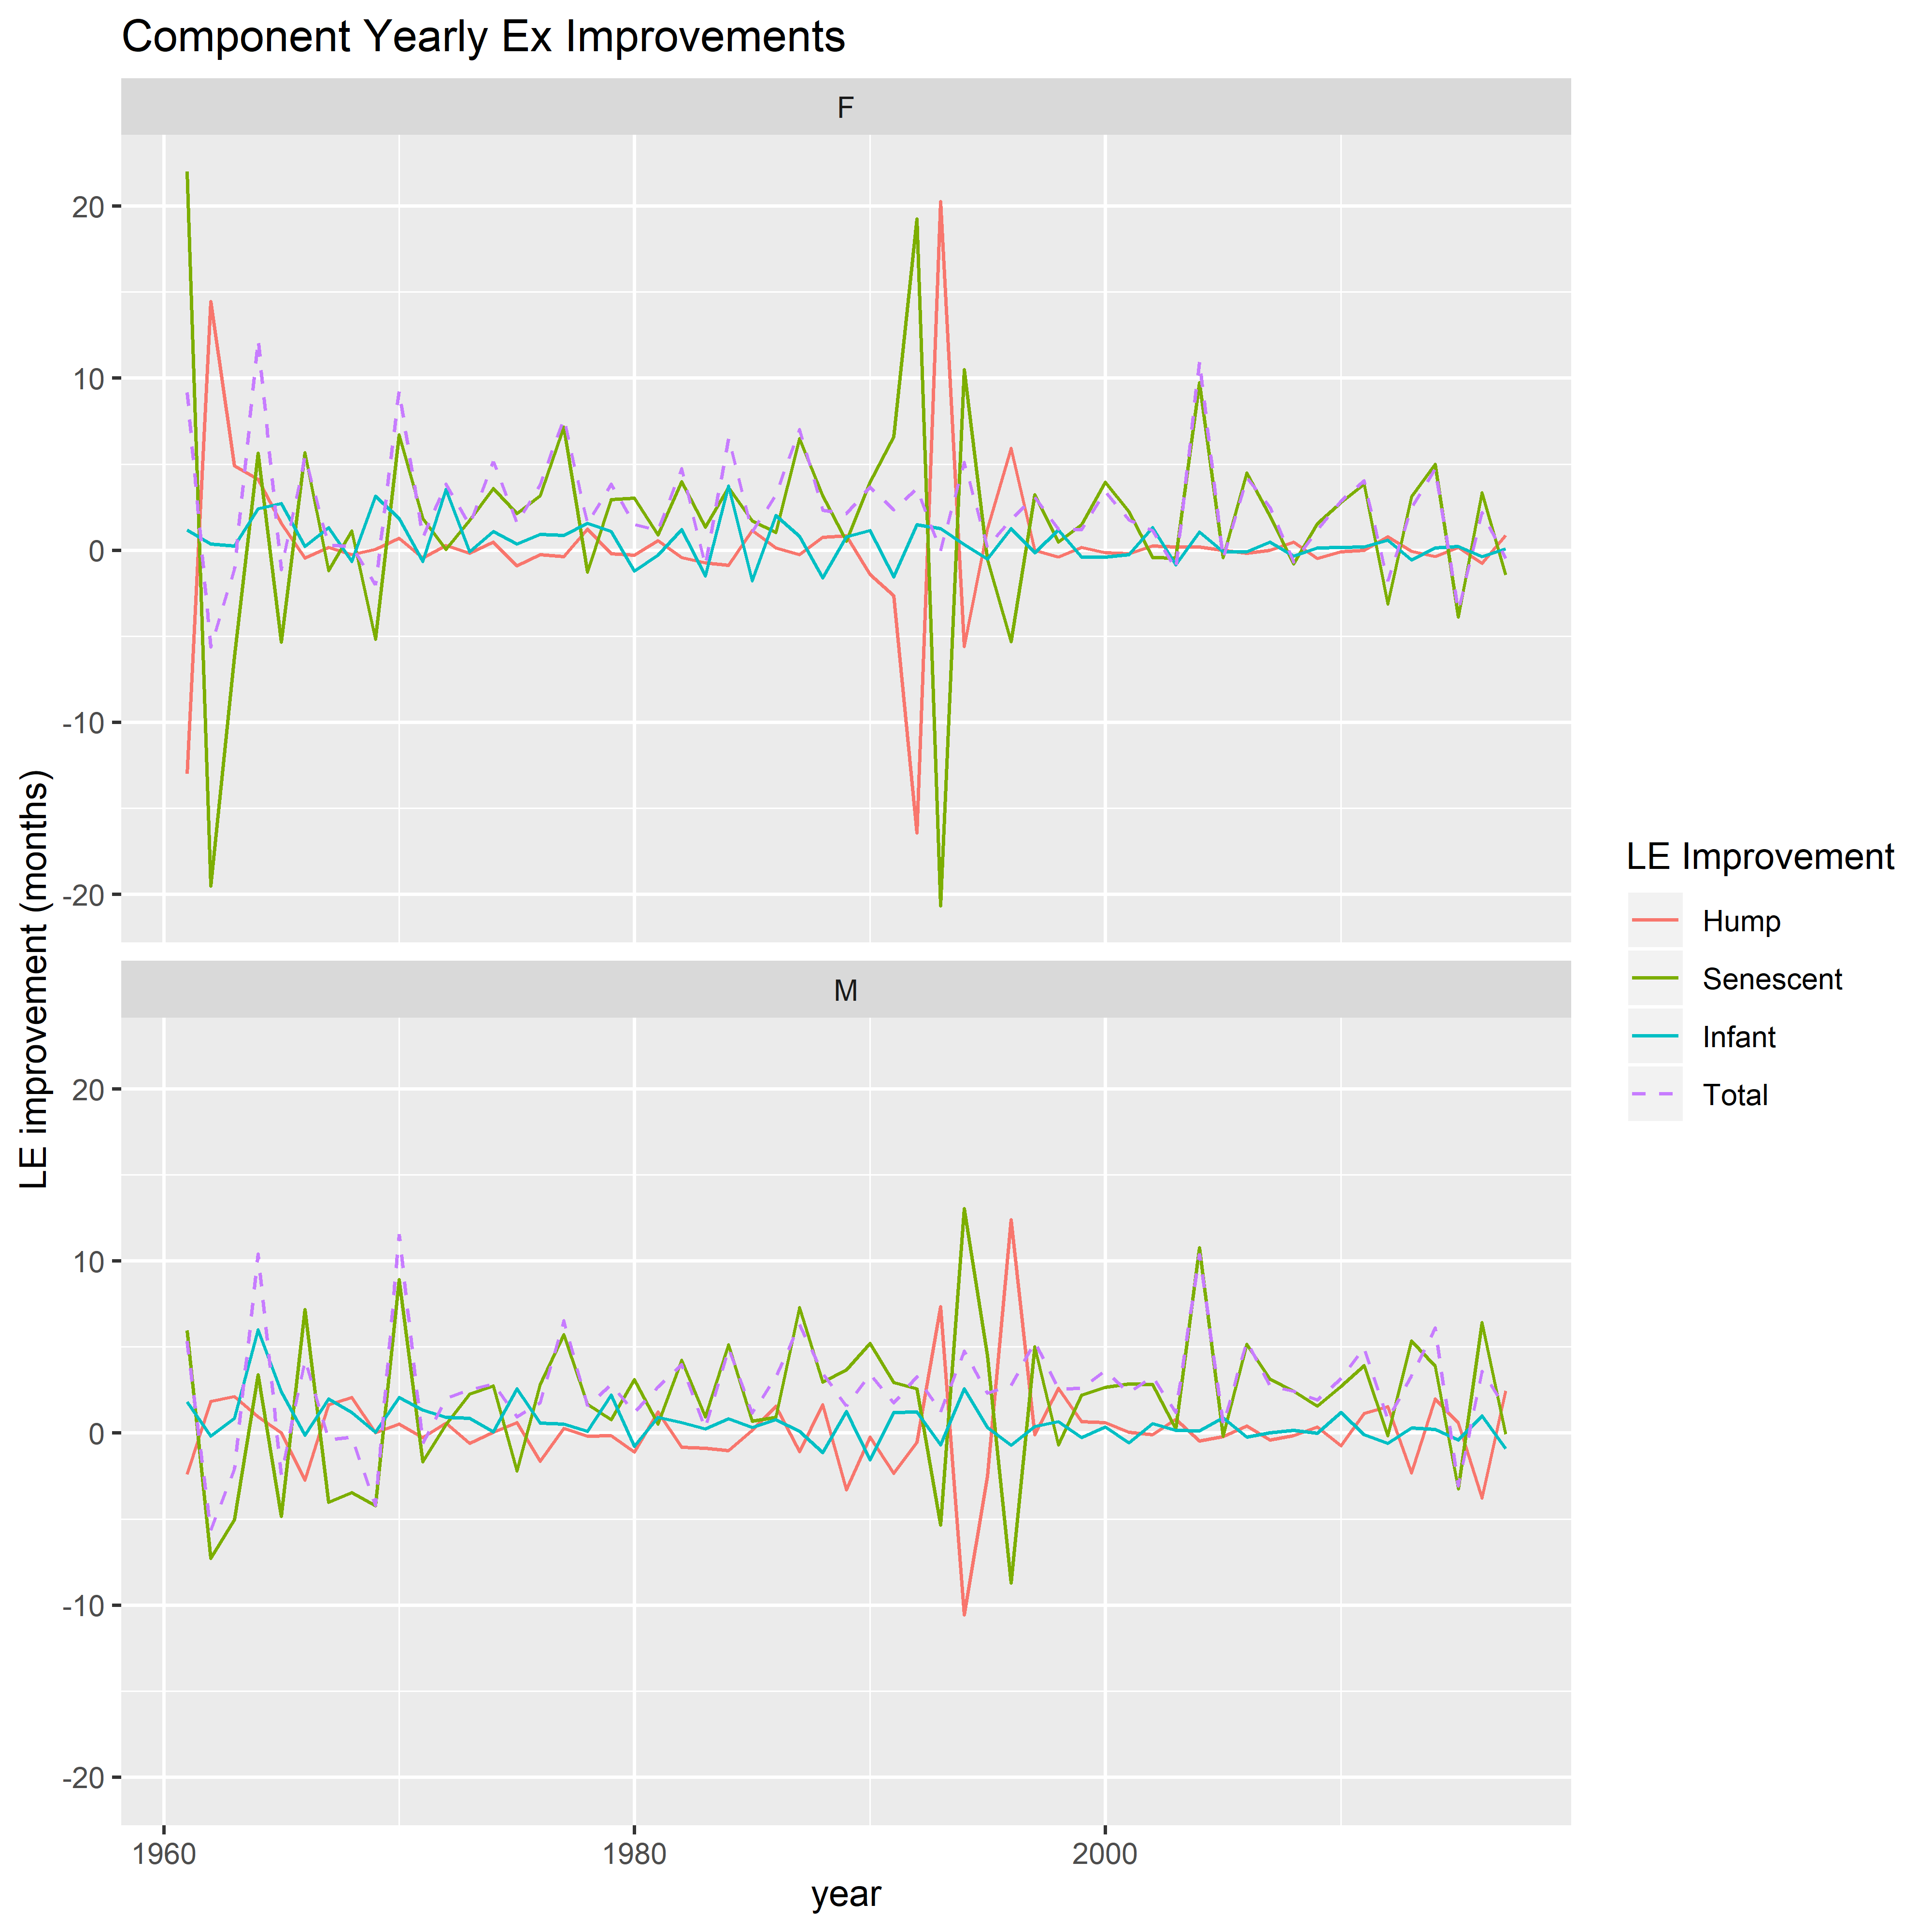 Component Yearly Ex Improvements
F
20
10
0
-10
-20
M
20
10
0
-10
-20
1960 1980 2000
year
LE improvement (months)
LE Improvement
Hump
Senescent
Infant
Total